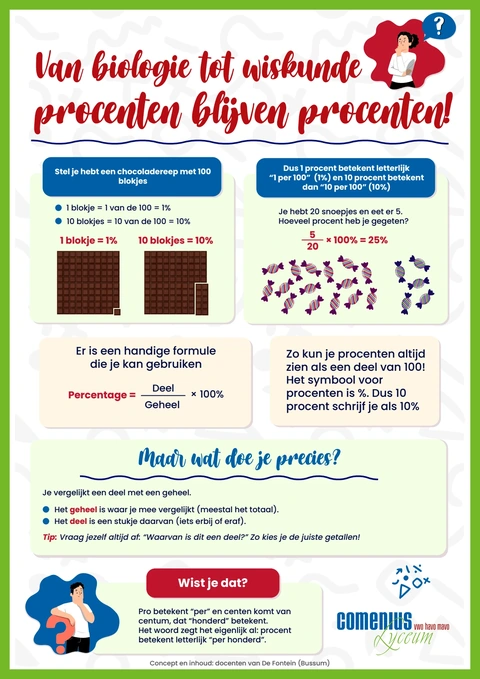 ?
Van biologie tot wiskunde
procenten blijven procenten!
Stel je hebt een chocoladereep met 100
blokjes
1 blokje = 1 van de 100 = 1%
10 blokjes = 10 van de 100 = 10%
1 blokje = 1%
10 blokjes = 10%
Dus 1 procent betekent letterlijk
“1 per 100” (1%) en 10 procent betekent
dan “10 per 100” (10%)
Je hebt 20 snoepjes en eet er 5.
Hoeveel procent heb je gegeten?
5
20
× 100% = 25%
Er is een handige formule
die je kan gebruiken
Percentage =
Deel
Geheel
× 100%
Zo kun je procenten altijd
zien als een deel van 100!
Het symbool voor
procenten is %. Dus 10
procent schrijf je als 10%
Maar wat doe je precies?
Je vergelijkt een deel met een geheel.
Het geheel is waar je mee vergelijkt (meestal het totaal).
Het deel is een stukje daarvan (iets erbij of eraf).
Tip: Vraag jezelf altijd af: “Waarvan is dit een deel?” Zo kies je de juiste getallen!
Wist je dat?
Pro betekent “per” en centen komt van
centum, dat “honderd” betekent.
Het woord zegt het eigenlijk al: procent
betekent letterlijk “per honderd”.
?
comenius vwo havo mavo
Lyceum
Concept en inhoud: docenten van De Fontein (Bussum)